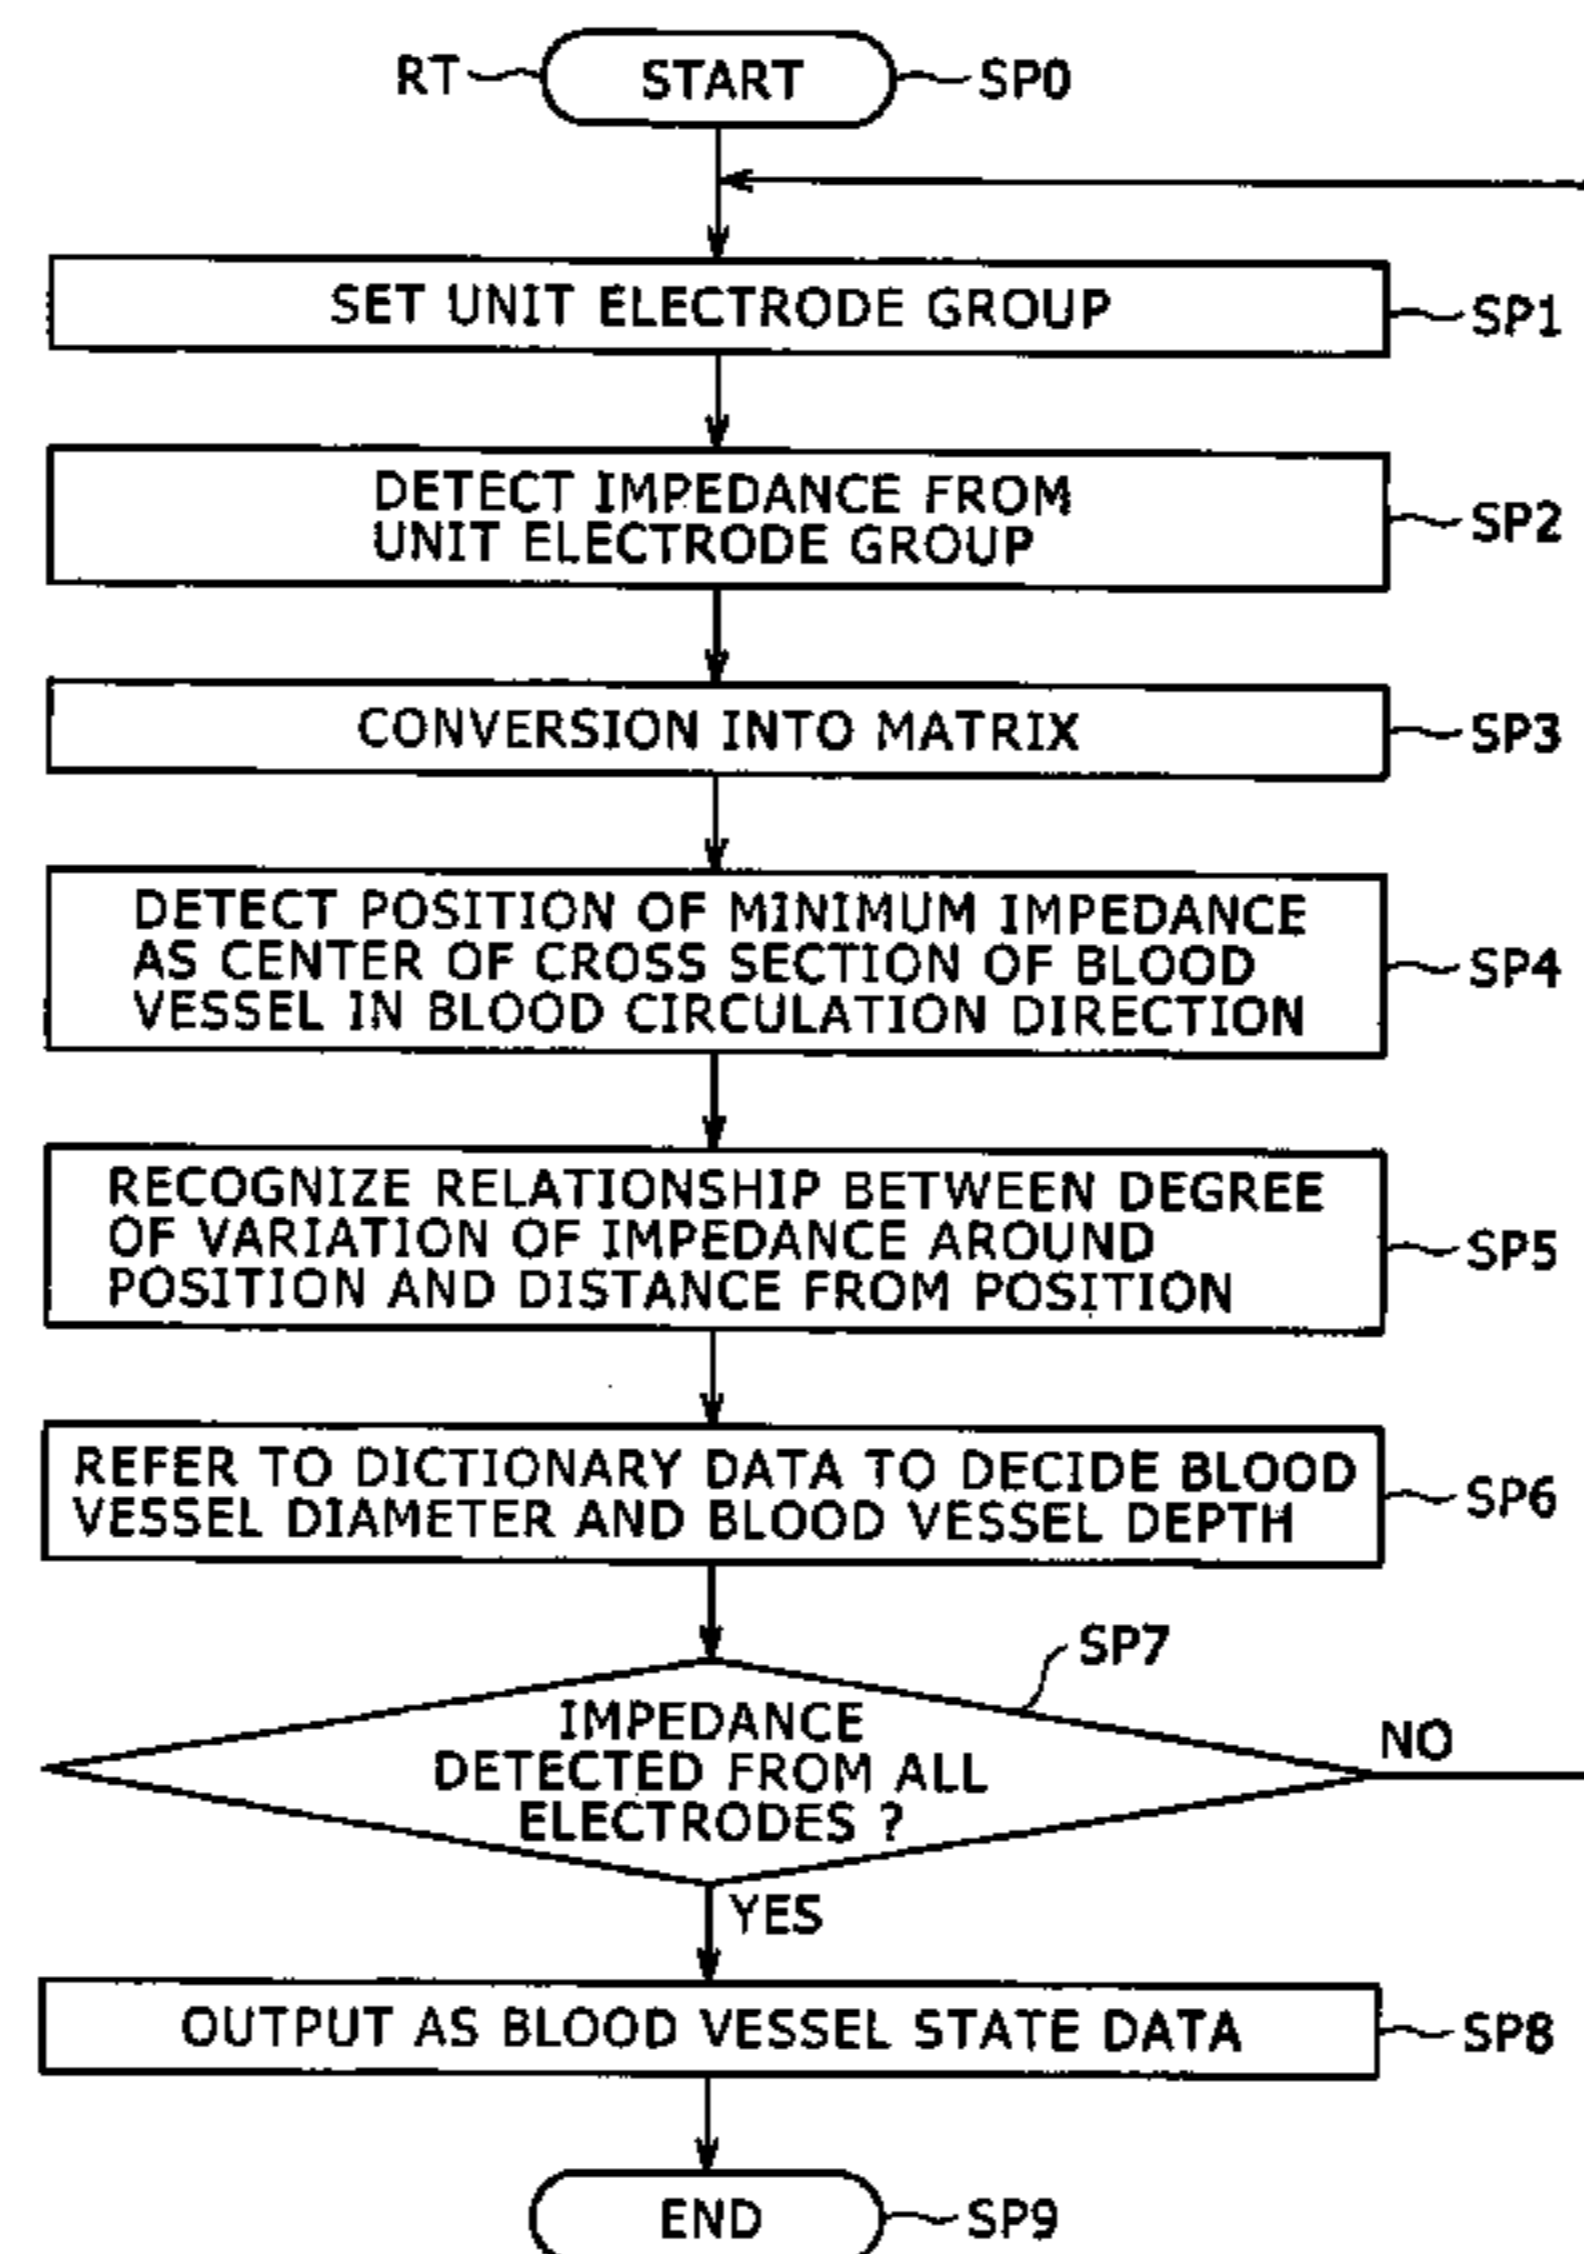 RT
START
SP0
SET UNIT ELECTRODE GROUP
SP1
DETECT IMPEDANCE FROM
UNIT ELECTRODE GROUP
SP2
CONVERSION INTO MATRIX
SP3
DETECT POSITION OF MINIMUM IMPEDANCE
AS CENTER OF CROSS SECTION OF BLOOD
VESSEL IN BLOOD CIRCULATION DIRECTION
SP4
RECOGNIZE RELATIONSHIP BETWEEN DEGREE
OF VARIATION OF IMPEDANCE AROUND
POSITION AND DISTANCE FROM POSITION
SP5
REFER TO DICTIONARY DATA TO DECIDE BLOOD
VESSEL DIAMETER AND BLOOD VESSEL DEPTH
SP6
SP7
IMPEDANCE
DETECTED FROM ALL
ELECTRODES ?
NO
YES
OUTPUT AS BLOOD VESSEL STATE DATA
SP8
END
SP9